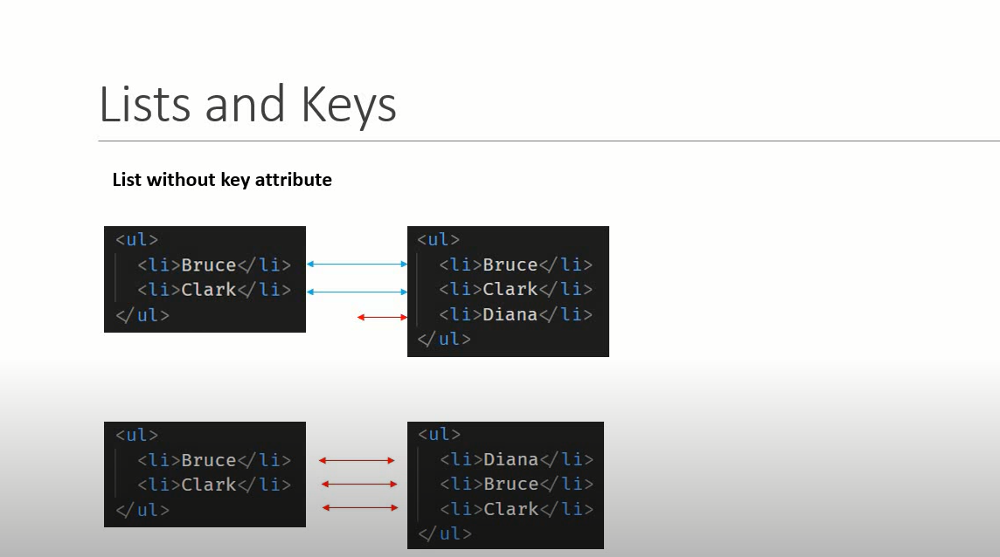 Lists and Keys
List without key attribute
<ul>
<li>Bruce</li>
<li>Clark</li>
</ul>
<ul>
<li>Bruce</li>
<li>Clark</li>
<li>Diana</li>
</ul>
<ul>
<li>Bruce</li>
<li>Clark</li>
</ul>
<ul>
<li>Diana</li>
<li>Bruce</li>
<li>Clark</li>
</ul>